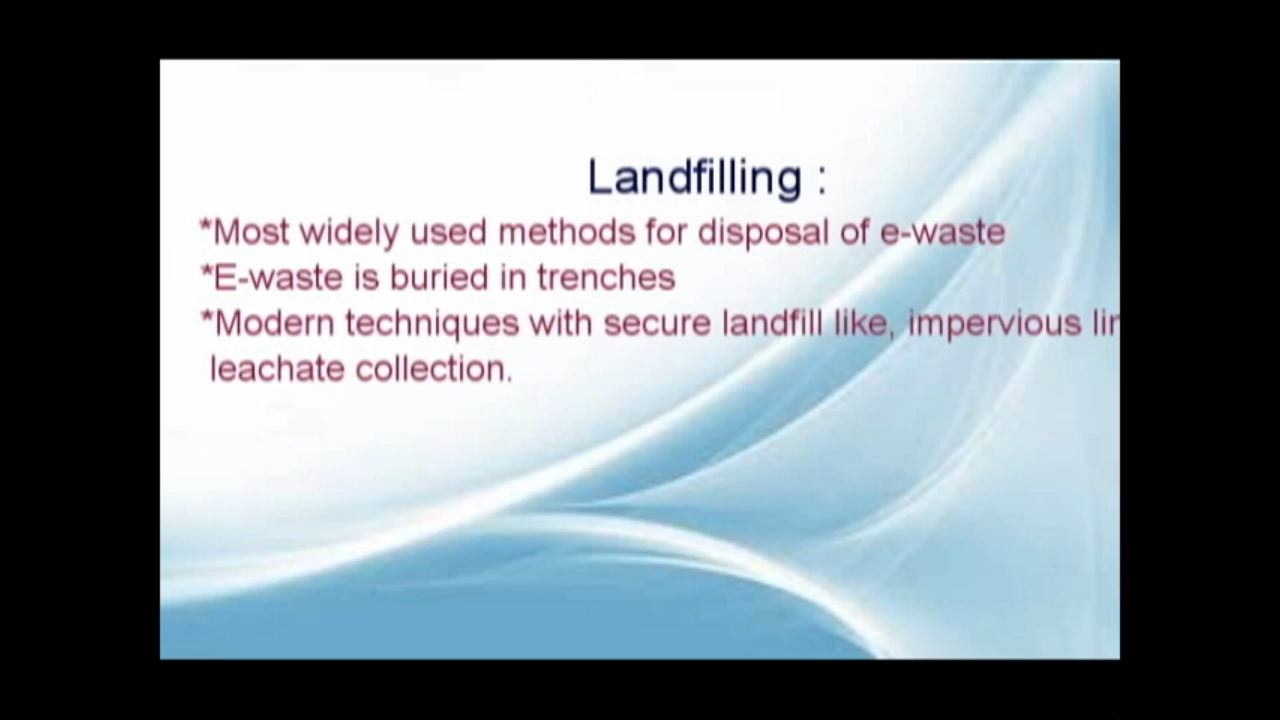 Landfilling :
*Most widely used methods for disposal of e-waste
*E-waste is buried in trenches
*Modern techniques with secure landfill like, impervious
leachate collection.